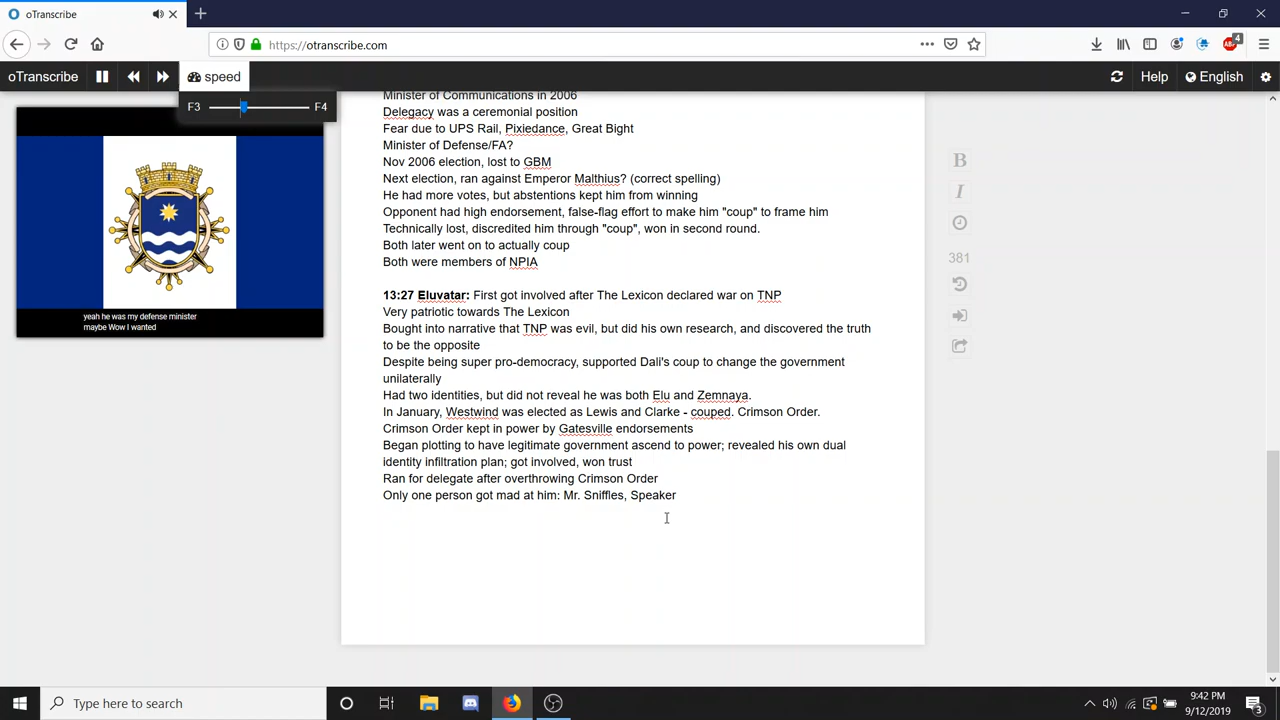 oTranscribe
https://otranscribe.com
4
oTranscribe
speed
Help
English
F3
F4
yeah he was my defense minister
maybe Wow I wanted
Minister of Communications in 2006
Delegacy was a ceremonial position
Fear due to UPS Rail, Pixiedance, Great Bight
Minister of Defense/FA?
Nov 2006 election, lost to GBM
Next election, ran against Emperor Malthius? (correct spelling)
He had more votes, but abstentions kept him from winning
Opponent had high endorsement, false-flag effort to make him "coup" to frame him
Technically lost, discredited him through "coup", won in second round.
Both later went on to actually coup
Both were members of NPIA
13:27 Eluvatar: First got involved after The Lexicon declared war on TNP
Very patriotic towards The Lexicon
Bought into narrative that TNP was evil, but did his own research, and discovered the truth
to be the opposite
Despite being super pro-democracy, supported Dali's coup to change the government
unilaterally
Had two identities, but did not reveal he was both Elu and Zemnaya.
In January, Westwind was elected as Lewis and Clarke - couped. Crimson Order.
Crimson Order kept in power by Gatesville endorsements
Began plotting to have legitimate government ascend to power; revealed his own dual
identity infiltration plan; got involved, won trust
Ran for delegate after overthrowing Crimson Order
Only one person got mad at him: Mr. Sniffles, Speaker
B
I
381
Type here to search
9:42 PM
9/12/2019
3